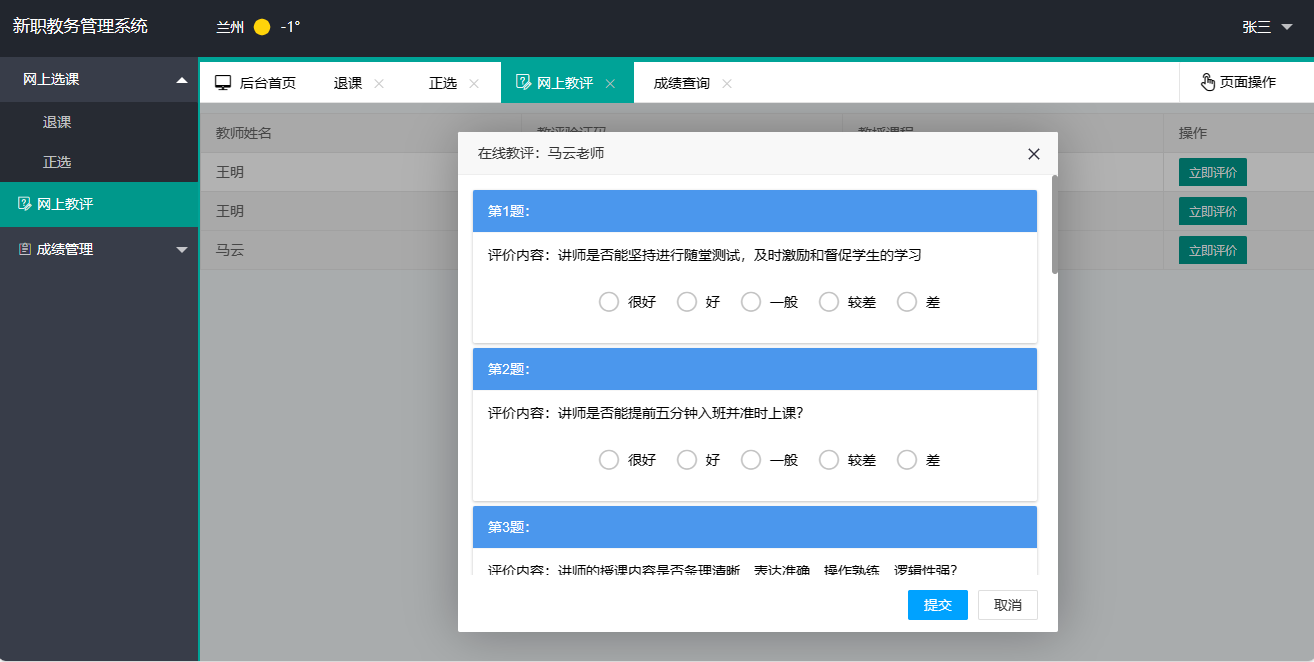 新职教务管理系统
兰州 -1°
张三
网上选课
退课
正选
网上教评
成绩管理
后台首页 退课 正选 网上教评 成绩查询 页面操作
教师姓名 教评验证码 教授课程 操作
王明 立即评价
王明 立即评价
马云 立即评价
在线教评：马云老师
第1题：
评价内容：讲师是否能坚持进行随堂测试，及时激励和督促学生的学习
很好 好 一般 较差 差
第2题：
评价内容：讲师是否能提前五分钟入班并准时上课？
很好 好 一般 较差 差
第3题：
评价内容：讲师的授课内容是否条理清晰、表达准确、操作熟练、逻辑性强？
提交 取消